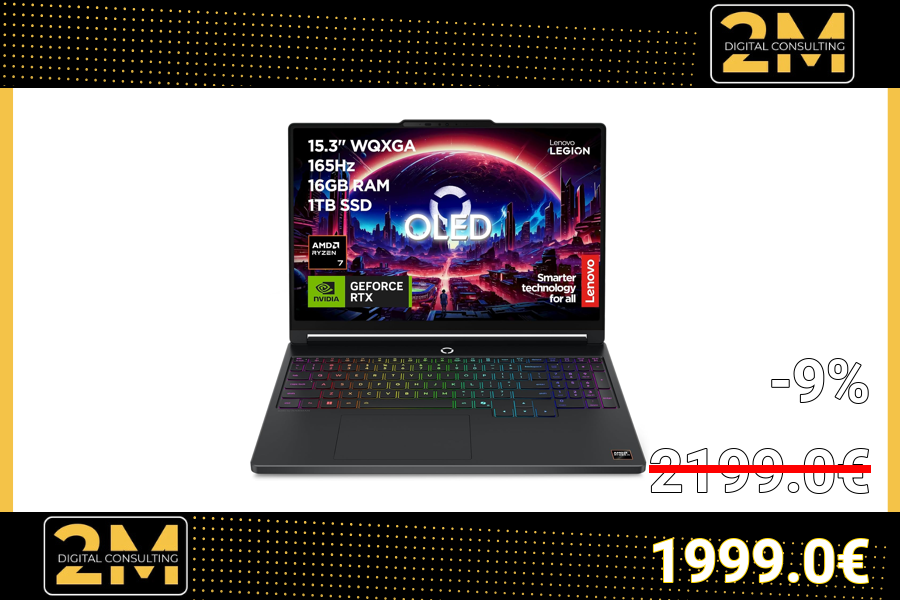 2M
DIGITAL CONSULTING
15.3" WQXGA
165Hz
16GB RAM
1TB SSD
Lenovo
LEGION
OLED
AMD
RYZEN
7
NVIDIA
GEFORCE
RTX
Smarter
technology
for all
Lenovo
-9%
2199.0€
2M
DIGITAL CONSULTING
1999.0€